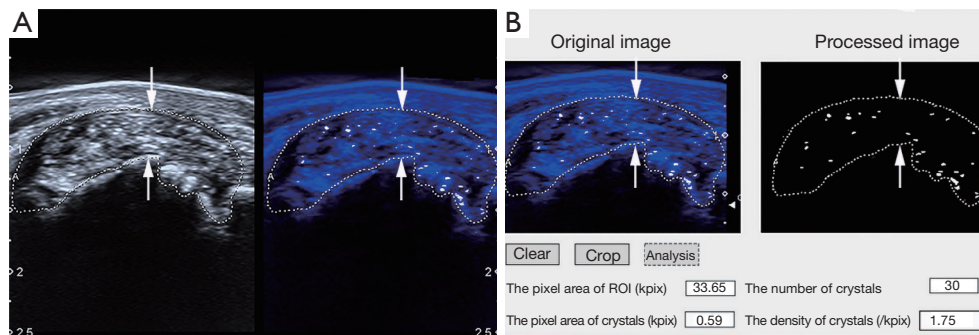 A
B
Original image
Processed image
1
1
A
A
A
2
2
2.5
2.5
Clear
Crop
Analysis
The pixel area of ROI (kpix)
33.65
The number of crystals
30
The pixel area of crystals (kpix)
0.59
The density of crystals (/kpix)
1.75